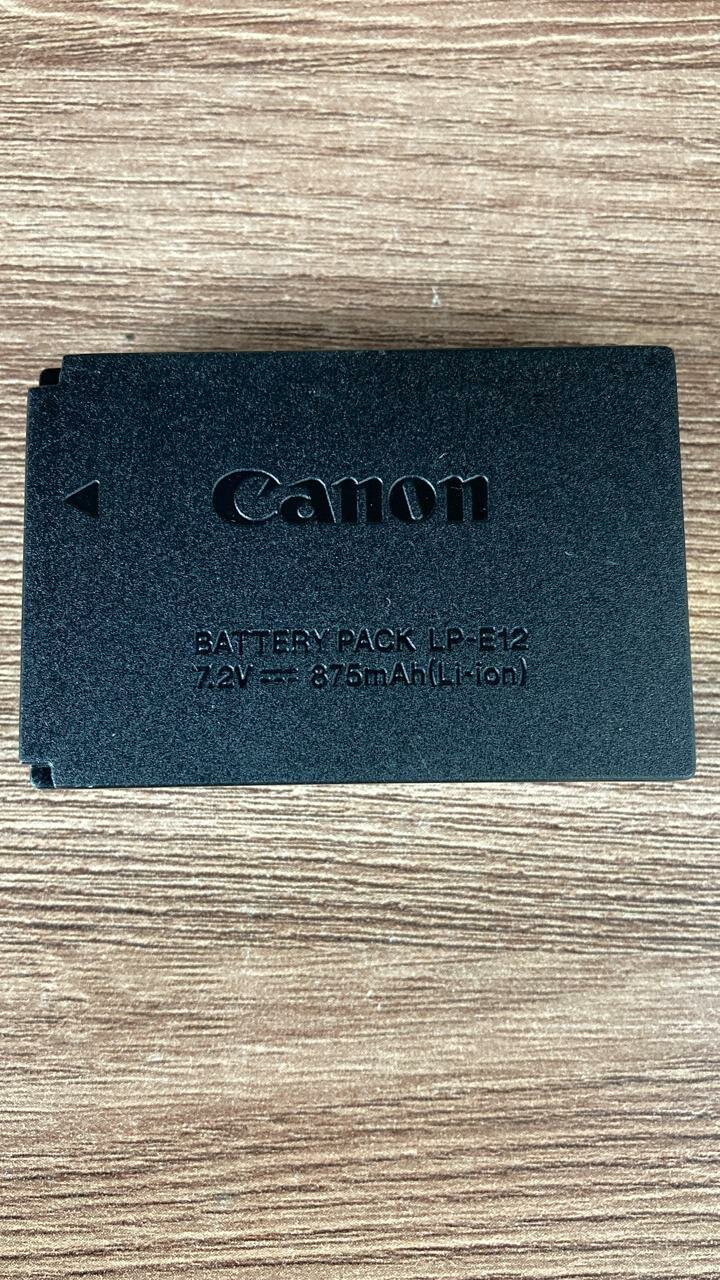 Canon
BATTERY PACK LP-E12
7.2V⎓ 875mAh(Li-ion)